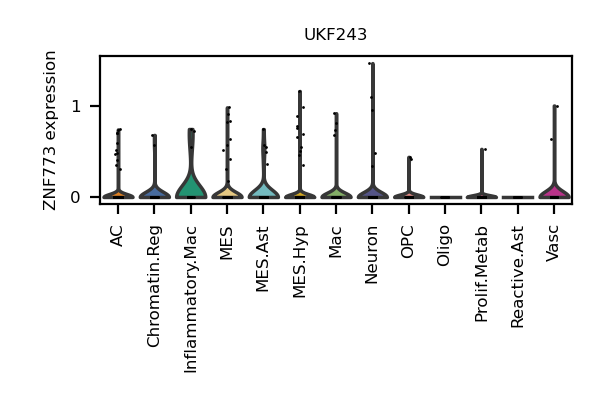 UKF243
ZNF773 expression
1
0
AC
Chromatin.Reg
Inflammatory.Mac
MES
MES.Ast
MES.Hyp
Mac
Neuron
OPC
Oligo
Prolif.Metab
Reactive.Ast
Vasc